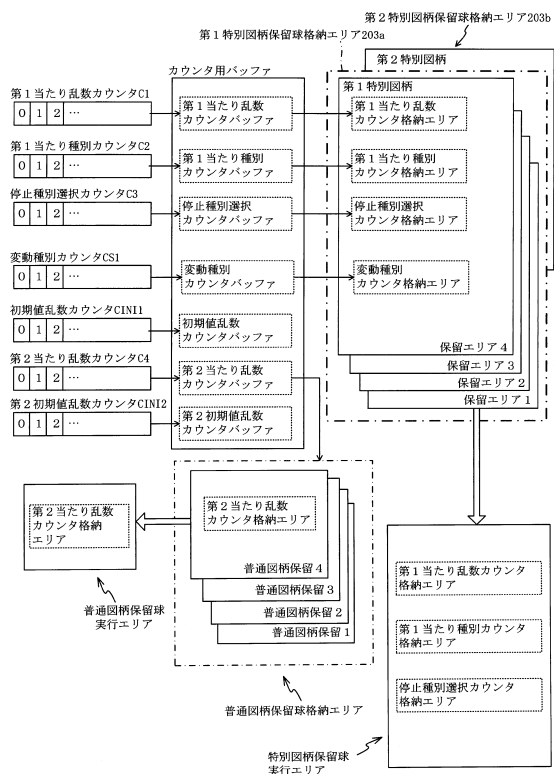 第２特別図柄保留球格納エリア203b
第１特別図柄保留球格納エリア203a
第２特別図柄
カウンタ用バッファ
第１特別図柄
第１当たり乱数カウンタC1
0 1 2 …
第１当たり乱数
カウンタバッファ
第１当たり乱数
カウンタ格納エリア
第１当たり種別カウンタC2
0 1 2 …
第１当たり種別
カウンタバッファ
第１当たり種別
カウンタ格納エリア
停止種別選択カウンタC3
0 1 2 …
停止種別選択
カウンタバッファ
停止種別選択
カウンタ格納エリア
変動種別カウンタCS1
0 1 2 …
変動種別
カウンタバッファ
変動種別
カウンタ格納エリア
初期値乱数カウンタCINI1
0 1 2 …
初期値乱数
カウンタバッファ
第２当たり乱数カウンタC4
0 1 2 …
第２当たり乱数
カウンタバッファ
第２初期値乱数カウンタCINI2
0 1 2 …
第２初期値乱数
カウンタバッファ
保留エリア４
保留エリア３
保留エリア２
保留エリア１
第２当たり乱数
カウンタ格納
エリア
普通図柄保留球
実行エリア
第２当たり乱数
カウンタ格納エリア
普通図柄保留４
普通図柄保留３
普通図柄保留２
普通図柄保留１
普通図柄保留球格納エリア
第１当たり乱数カウンタ
格納エリア
第１当たり種別カウンタ
格納エリア
停止種別選択カウンタ
格納エリア
特別図柄保留球
実行エリア